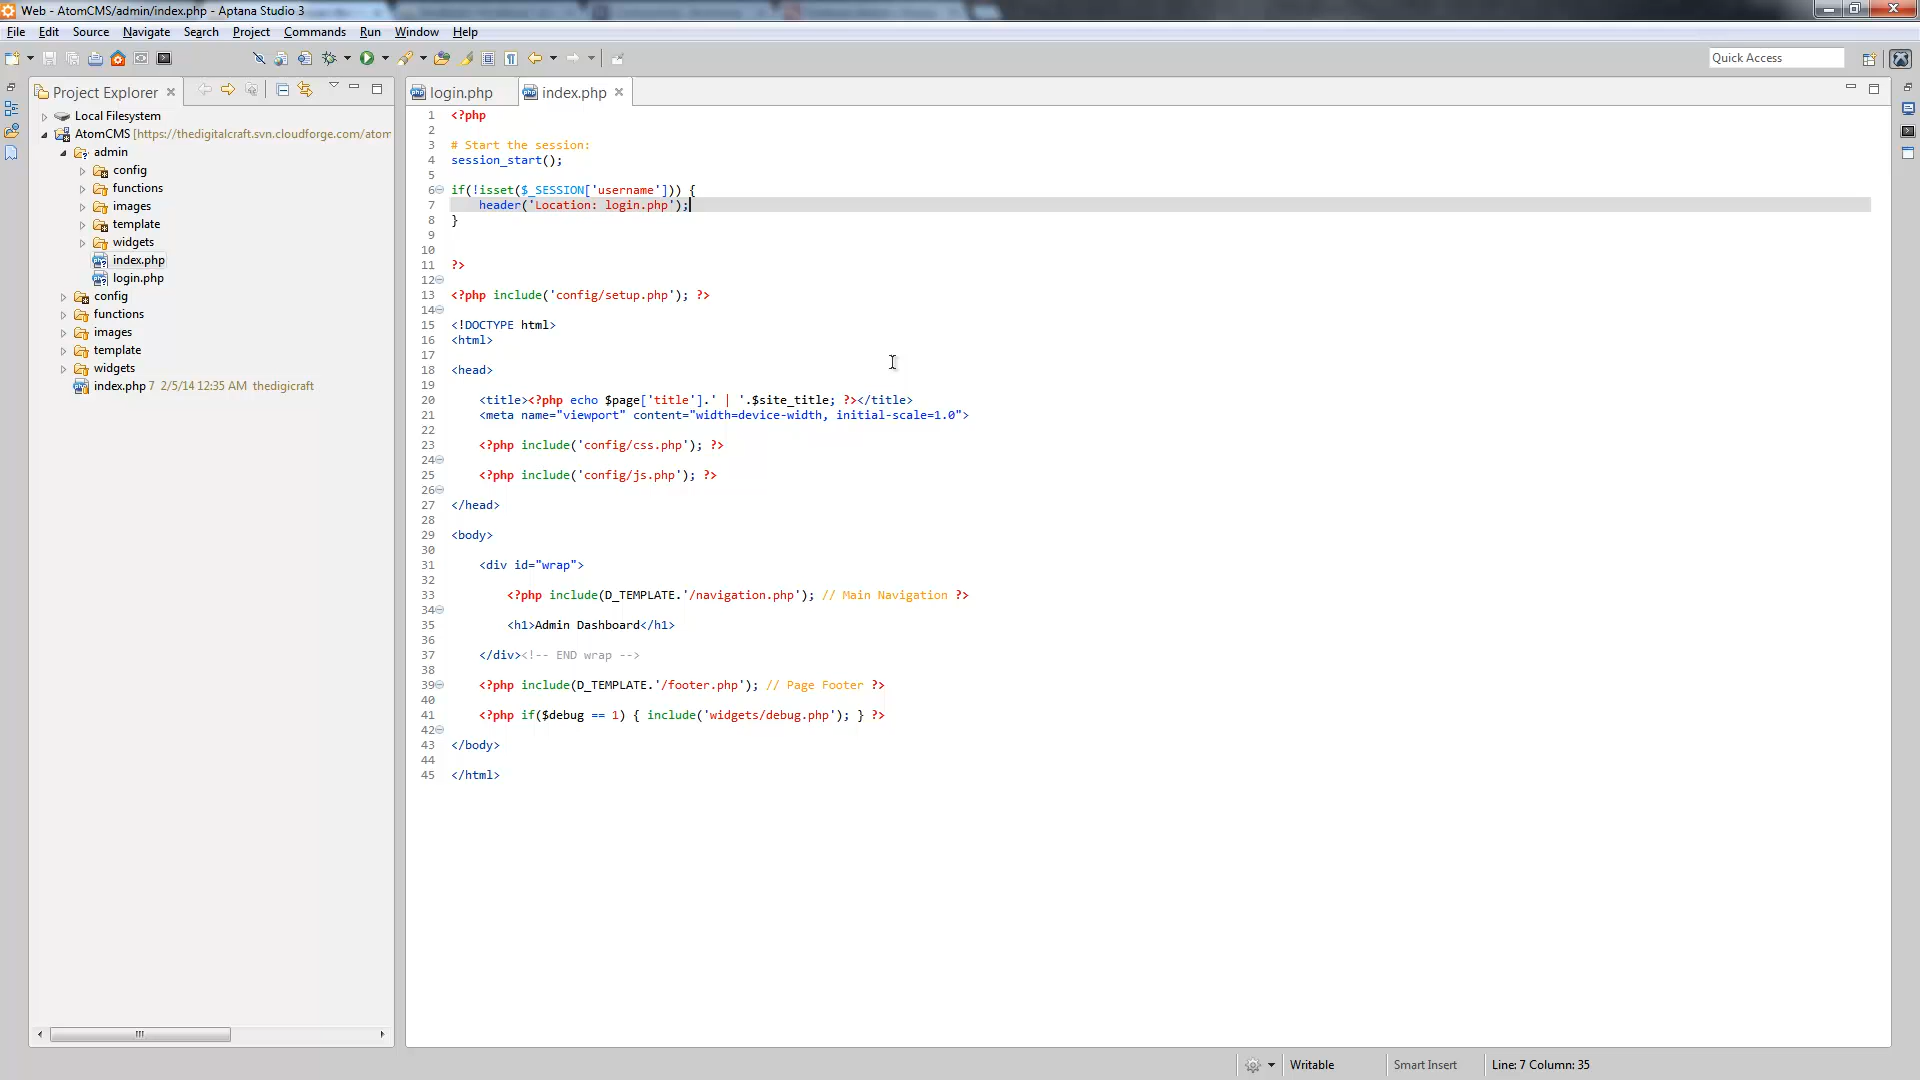 Web - AtomCMS/admin/index.php - Aptana Studio 3
File Edit Source Navigate Search Project Commands Run Window Help
Quick Access
Project Explorer
login.php
index.php
Local Filesystem
AtomCMS [https://thedigitalcraft.svn.cloudforge.com/atom
admin
config
functions
images
template
widgets
index.php
login.php
config
functions
images
template
widgets
index.php 7 2/5/14 12:35 AM thedigicraft
1 <?php
2
3 # Start the session:
4 session_start();
5
6 if(!isset($_SESSION['username'])) {
7 header('Location: login.php');
8 }
9
10
11 ?>
12
13 <?php include('config/setup.php'); ?>
14
15 <!DOCTYPE html>
16 <html>
17
18 <head>
19
20 <title><?php echo $page['title'].' | '.$site_title; ?></title>
21 <meta name="viewport" content="width=device-width, initial-scale=1.0">
22
23 <?php include('config/css.php'); ?>
24
25 <?php include('config/js.php'); ?>
26
27 </head>
28
29 <body>
30
31 <div id="wrap">
32
33 <?php include(D_TEMPLATE.'/navigation.php'); // Main Navigation ?>
34
35 <h1>Admin Dashboard</h1>
36
37 </div><!-- END wrap -->
38
39 <?php include(D_TEMPLATE.'/footer.php'); // Page Footer ?>
40
41 <?php if($debug == 1) { include('widgets/debug.php'); } ?>
42
43 </body>
44
45 </html>
Writable
Smart Insert
Line: 7 Column: 35